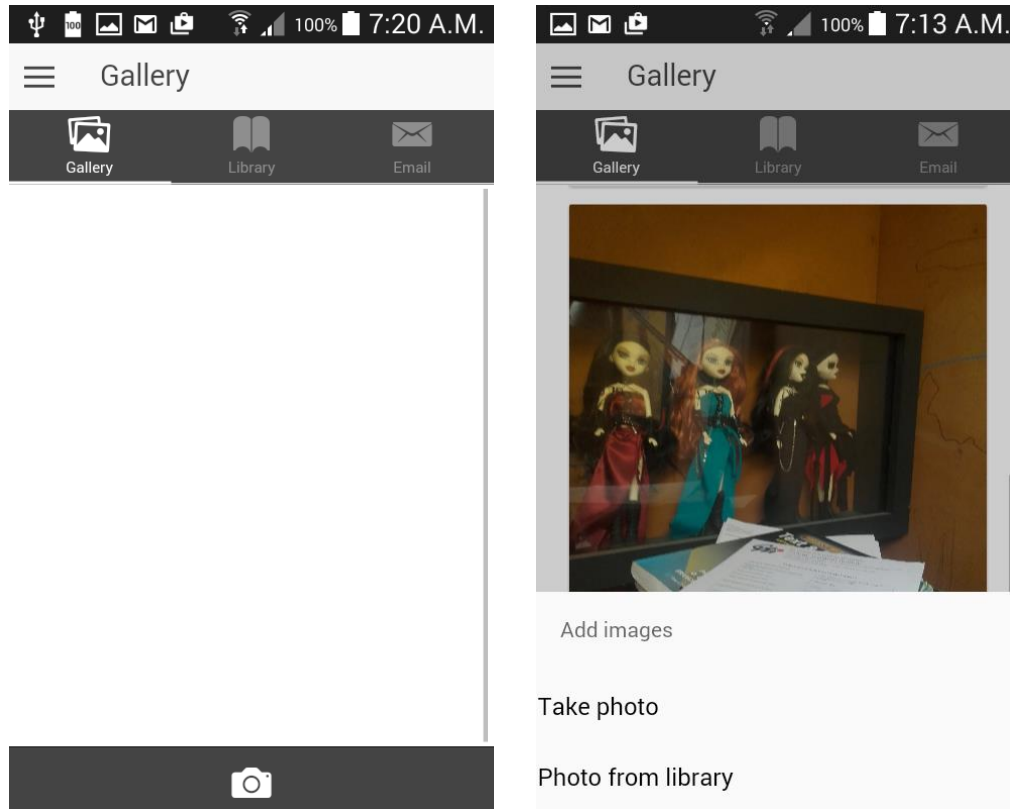 100% 7:20 A.M.
Gallery
Gallery Library Email
100% 7:13 A.M.
Gallery
Gallery Library Email
Add images
Take photo
Photo from library